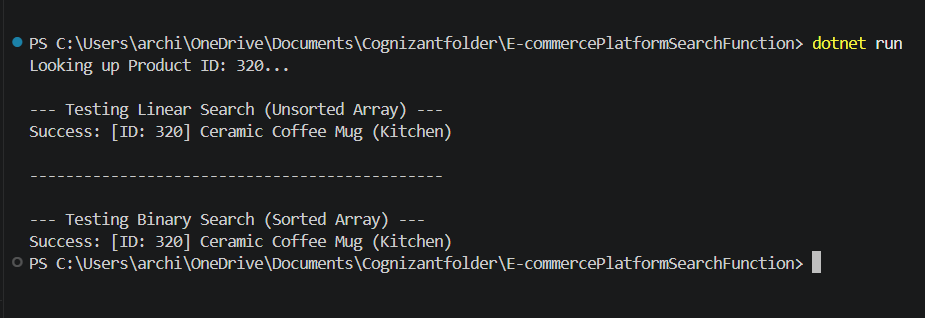 PS C:\Users\archi\OneDrive\Documents\Cognizantfolder\E-commercePlatformSearchFunction> dotnet run
Looking up Product ID: 320...
--- Testing Linear Search (Unsorted Array) ---
Success: [ID: 320] Ceramic Coffee Mug (Kitchen)
----------------------------------------------
--- Testing Binary Search (Sorted Array) ---
Success: [ID: 320] Ceramic Coffee Mug (Kitchen)
PS C:\Users\archi\OneDrive\Documents\Cognizantfolder\E-commercePlatformSearchFunction>